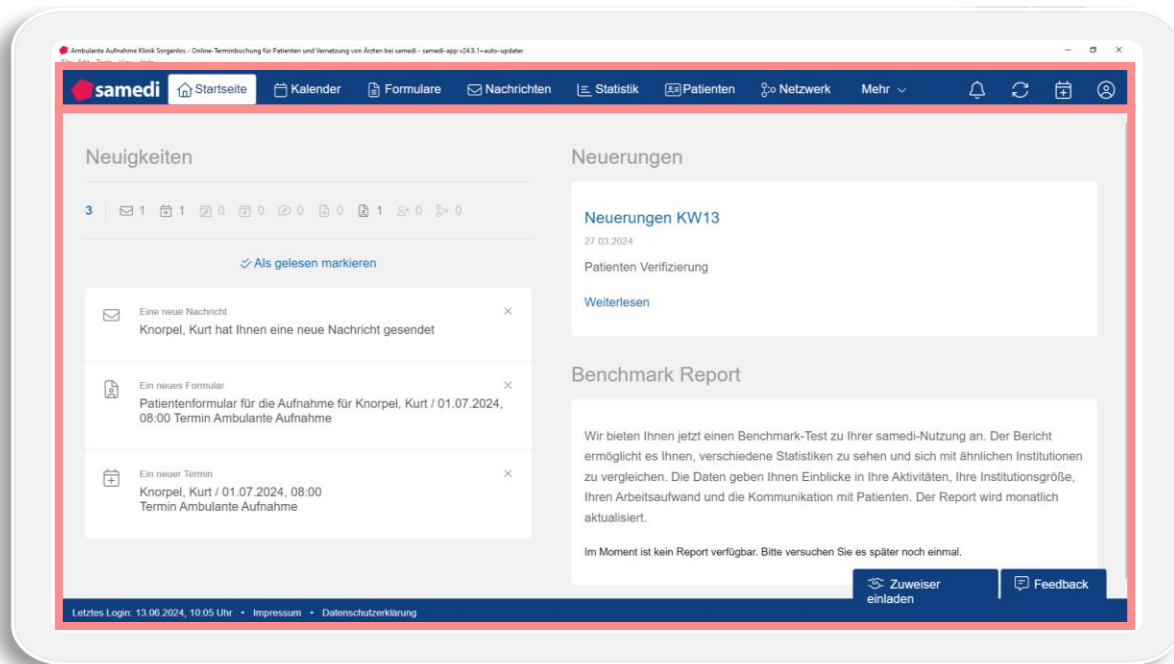 Ambulante Aufnahme Klinik Sorgenlos - Online-Terminbuchung für Patienten und Vernetzung von Ärzten bei samedi - samedi-app v24.9.1+auto-updater
samedi Startseite Kalender Formulare Nachrichten Statistik Patienten Netzwerk Mehr
Neuigkeiten
3 1 1 0 0 0 0 1 0 0
Als gelesen markieren
Eine neue Nachricht
Knorpel, Kurt hat Ihnen eine neue Nachricht gesendet
Ein neues Formular
Patientenformular für die Aufnahme für Knorpel, Kurt / 01.07.2024,
08:00 Termin Ambulante Aufnahme
Ein neuer Termin
Knorpel, Kurt / 01.07.2024, 08:00
Termin Ambulante Aufnahme
Neuerungen
Neuerungen KW13
27.03.2024
Patienten Verifizierung
Weiterlesen
Benchmark Report
Wir bieten Ihnen jetzt einen Benchmark-Test zu Ihrer samedi-Nutzung an. Der Bericht
ermöglicht es Ihnen, verschiedene Statistiken zu sehen und sich mit ähnlichen Institutionen
zu vergleichen. Die Daten geben Ihnen Einblicke in Ihre Aktivitäten, Ihre Institutionsgröße,
Ihren Arbeitsaufwand und die Kommunikation mit Patienten. Der Report wird monatlich
aktualisiert.
Im Moment ist kein Report verfügbar. Bitte versuchen Sie es später noch einmal.
Zuweiser
einladen
Feedback
Letztes Login: 13.06.2024, 10:05 Uhr • Impressum • Datenschutzerklärung